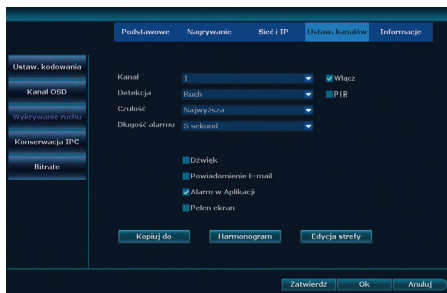 Podstawowe Nagrywanie Sieć i IP Ustaw. kanałów Informacje
Ustaw. kodowania
Kanał OSD
Wykrywanie ruchu
Konserwacja IPC
Bitrate
Kanał 1 Włącz
Detekcja Ruch PIR
Czułość Najwyższa
Długość alarmu 5 sekund
Dźwięk
Powiadomienie E-mail
Alarm w Aplikacji
Pełen ekran
Kopiuj do Harmonogram Edycja strefy
Zatwierdź Ok Anuluj